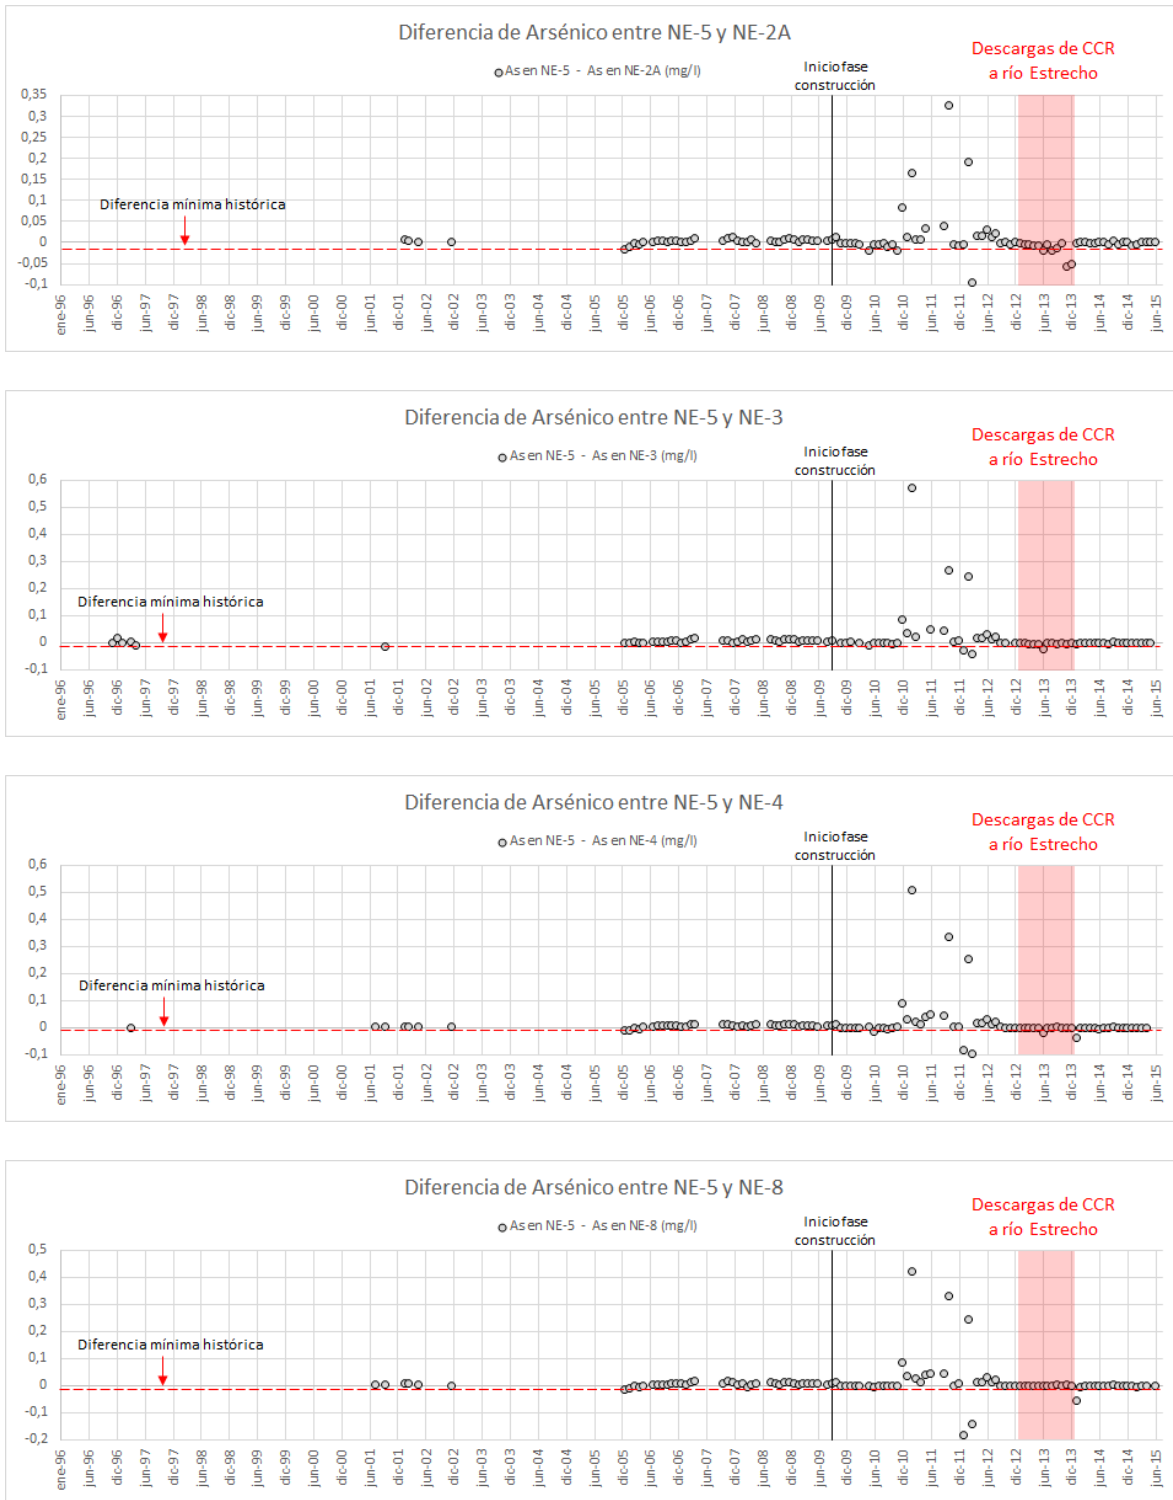 Diferencia de Arsénico entre NE-5 y NE-2A
Descargas de CCR
a río Estrecho
As en NE-5 - As en NE-2A (mg/l)
Inicio fase
construcción
Diferencia mínima histórica
0,35
0,3
0,25
0,2
0,15
0,1
0,05
0
-0,05
-0,1
ene-96 jun-96 dic-96 jun-97 dic-97 jun-98 dic-98 jun-99 dic-99 jun-00 dic-00 jun-01 dic-01 jun-02 dic-02 jun-03 dic-03 jun-04 dic-04 jun-05 dic-05 jun-06 dic-06 jun-07 dic-07 jun-08 dic-08 jun-09 dic-09 jun-10 dic-10 jun-11 dic-11 jun-12 dic-12 jun-13 dic-13 jun-14 dic-14 jun-15
Diferencia de Arsénico entre NE-5 y NE-3
Descargas de CCR
a río Estrecho
As en NE-5 - As en NE-3 (mg/l)
Inicio fase
construcción
Diferencia mínima histórica
0,6
0,5
0,4
0,3
0,2
0,1
0
-0,1
ene-96 jun-96 dic-96 jun-97 dic-97 jun-98 dic-98 jun-99 dic-99 jun-00 dic-00 jun-01 dic-01 jun-02 dic-02 jun-03 dic-03 jun-04 dic-04 jun-05 dic-05 jun-06 dic-06 jun-07 dic-07 jun-08 dic-08 jun-09 dic-09 jun-10 dic-10 jun-11 dic-11 jun-12 dic-12 jun-13 dic-13 jun-14 dic-14 jun-15
Diferencia de Arsénico entre NE-5 y NE-4
Descargas de CCR
a río Estrecho
As en NE-5 - As en NE-4 (mg/l)
Inicio fase
construcción
Diferencia mínima histórica
0,6
0,5
0,4
0,3
0,2
0,1
0
-0,1
ene-96 jun-96 dic-96 jun-97 dic-97 jun-98 dic-98 jun-99 dic-99 jun-00 dic-00 jun-01 dic-01 jun-02 dic-02 jun-03 dic-03 jun-04 dic-04 jun-05 dic-05 jun-06 dic-06 jun-07 dic-07 jun-08 dic-08 jun-09 dic-09 jun-10 dic-10 jun-11 dic-11 jun-12 dic-12 jun-13 dic-13 jun-14 dic-14 jun-15
Diferencia de Arsénico entre NE-5 y NE-8
Descargas de CCR
a río Estrecho
As en NE-5 - As en NE-8 (mg/l)
Inicio fase
construcción
Diferencia mínima histórica
0,5
0,4
0,3
0,2
0,1
0
-0,1
-0,2
ene-96 jun-96 dic-96 jun-97 dic-97 jun-98 dic-98 jun-99 dic-99 jun-00 dic-00 jun-01 dic-01 jun-02 dic-02 jun-03 dic-03 jun-04 dic-04 jun-05 dic-05 jun-06 dic-06 jun-07 dic-07 jun-08 dic-08 jun-09 dic-09 jun-10 dic-10 jun-11 dic-11 jun-12 dic-12 jun-13 dic-13 jun-14 dic-14 jun-15